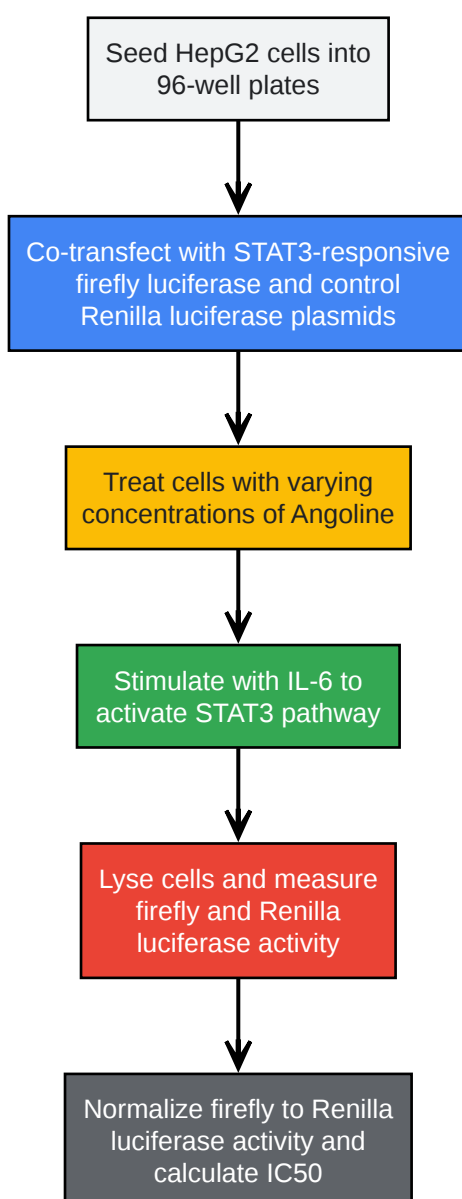 Seed HepG2 cells into
96-well plates
Co-transfect with STAT3-responsive
firefly luciferase and control
Renilla luciferase plasmids
Treat cells with varying
concentrations of Angoline
Stimulate with IL-6 to
activate STAT3 pathway
Lyse cells and measure
firefly and Renilla
luciferase activity
Normalize firefly to Renilla
luciferase activity and
calculate IC50